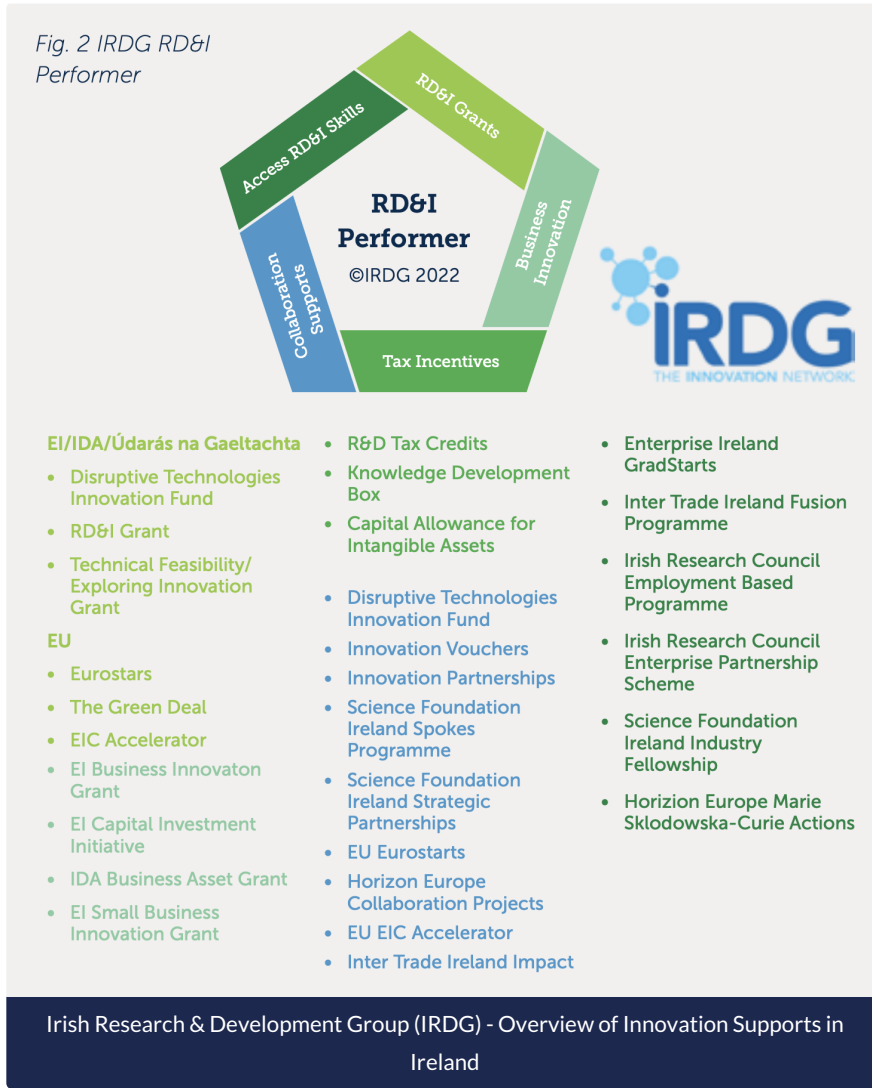 Fig. 2 IRDG RD&I
Performer
RD&I Grants
Access RD&I Skills
Business
Innovation
Collaboration
Supports
Tax Incentives
RD&I
Performer
©IRDG 2022
iRDG
THE INNOVATION NETWORK
EI/IDA/Údarás na Gaeltachta
• Disruptive Technologies
Innovation Fund
• RD&I Grant
• Technical Feasibility/
Exploring Innovation
Grant
EU
• Eurostars
• The Green Deal
• EIC Accelerator
• EI Business Innovaton
Grant
• EI Capital Investment
Initiative
• IDA Business Asset Grant
• EI Small Business
Innovation Grant
• R&D Tax Credits
• Knowledge Development
Box
• Capital Allowance for
Intangible Assets
• Disruptive Technologies
Innovation Fund
• Innovation Vouchers
• Innovation Partnerships
• Science Foundation
Ireland Spokes
Programme
• Science Foundation
Ireland Strategic
Partnerships
• EU Eurostarts
• Horizon Europe
Collaboration Projects
• EU EIC Accelerator
• Inter Trade Ireland Impact
• Enterprise Ireland
GradStarts
• Inter Trade Ireland Fusion
Programme
• Irish Research Council
Employment Based
Programme
• Irish Research Council
Enterprise Partnership
Scheme
• Science Foundation
Ireland Industry
Fellowship
• Horizion Europe Marie
Sklodowska-Curie Actions
Irish Research & Development Group (IRDG) - Overview of Innovation Supports in
Ireland